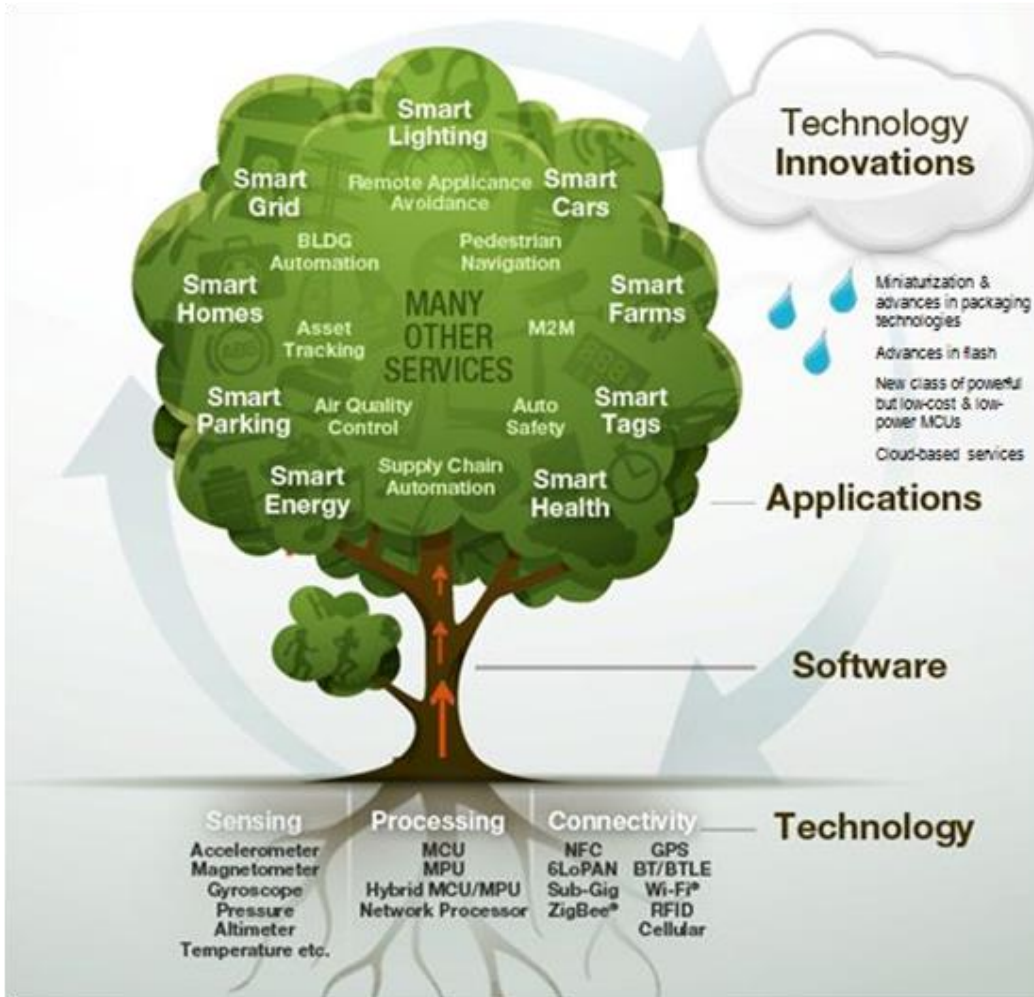 Smart
Lighting
Technology
Innovations
Smart
Grid
Remote Applicance
Avoidance
Smart
Cars
BLDG
Automation
Pedestrian
Navigation
Smart
Homes
MANY
OTHER
SERVICES
Smart
Farms
Asset
Tracking
M2M
Miniaturization &
advances in packaging
technologies
Advances in flash
New class of powerful
but low-cost & low-
power MCUs
Cloud-based services
Smart
Parking
Air Quality
Control
Auto
Safety
Smart
Tags
Smart
Energy
Supply Chain
Automation
Smart
Health
Applications
Software
Technology
Sensing
Accelerometer
Magnetometer
Gyroscope
Pressure
Altimeter
Temperature etc.
Processing
MCU
MPU
Hybrid MCU/MPU
Network Processor
Connectivity
NFC
6LoPAN
Sub-Gig
ZigBee®
GPS
BT/BTLE
Wi-Fi®
RFID
Cellular